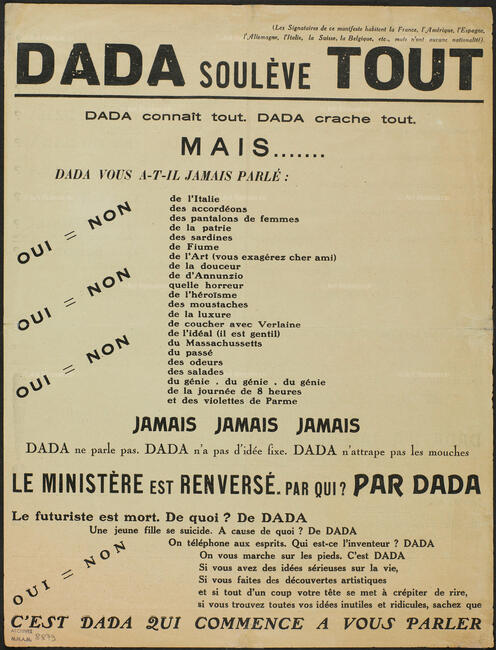 (Les Signataires de ce manifeste habitent la France, l'Amérique, l'Espagne,
l'Allemagne, l'Italie, la Suisse, la Belgique, etc., mais n'ont aucune nationalité).
DADA SOULÈVE TOUT
DADA connaît tout. DADA crache tout.
MAIS.......
DADA VOUS A-T-IL JAMAIS PARLÉ :
OUI = NON
OUI = NON
OUI = NON
de l'Italie
des accordéons
des pantalons de femmes
de la patrie
des sardines
de Fiume
de l'Art (vous exagérez cher ami)
de la douceur
de d'Annunzio
quelle horreur
de l'héroïsme
des moustaches
de la luxure
de coucher avec Verlaine
de l'idéal (il est gentil)
du Massachussetts
du passé
des odeurs
des salades
du génie . du génie . du génie
de la journée de 8 heures
et des violettes de Parme
JAMAIS JAMAIS JAMAIS
DADA ne parle pas. DADA n'a pas d'idée fixe. DADA n'attrape pas les mouches
LE MINISTÈRE EST RENVERSÉ. PAR QUI ? PAR DADA
Le futuriste est mort. De quoi ? De DADA
Une jeune fille se suicide. A cause de quoi ? De DADA
On téléphone aux esprits. Qui est-ce l'inventeur ? DADA
OUI = NON
On vous marche sur les pieds. C'est DADA
Si vous avez des idées sérieuses sur la vie,
Si vous faites des découvertes artistiques
et si tout d'un coup votre tête se met à crépiter de rire,
si vous trouvez toutes vos idées inutiles et ridicules, sachez que
C'EST DADA QUI COMMENCE A VOUS PARLER
ARCHIVES
M.N.A.M. 8879